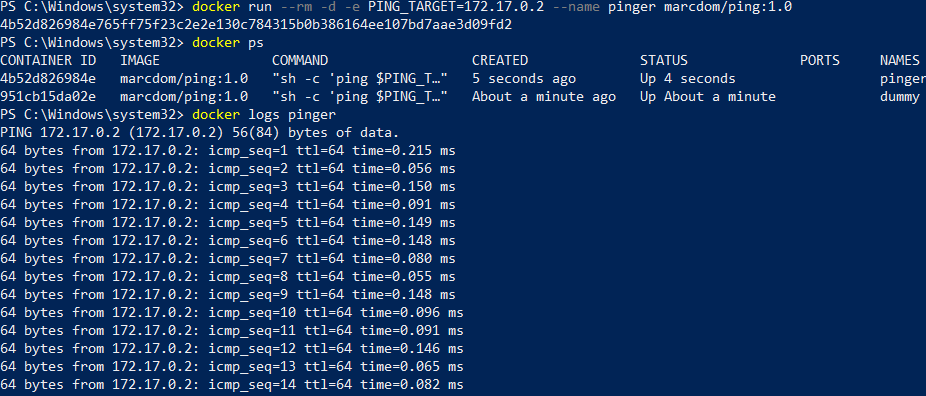 PS C:\Windows\system32> docker run --rm -d -e PING_TARGET=172.17.0.2 --name pinger marcdom/ping:1.0
4b52d826984e765ff75f23c2e2e130c784315b0b386164ee107bd7aae3d09fd2
PS C:\Windows\system32> docker ps
CONTAINER ID   IMAGE              COMMAND                  CREATED              STATUS              PORTS     NAMES
4b52d826984e   marcdom/ping:1.0   "sh -c 'ping $PING_T…"   5 seconds ago        Up 4 seconds                  pinger
951cb15da02e   marcdom/ping:1.0   "sh -c 'ping $PING_T…"   About a minute ago   Up About a minute             dummy
PS C:\Windows\system32> docker logs pinger
PING 172.17.0.2 (172.17.0.2) 56(84) bytes of data.
64 bytes from 172.17.0.2: icmp_seq=1 ttl=64 time=0.215 ms
64 bytes from 172.17.0.2: icmp_seq=2 ttl=64 time=0.056 ms
64 bytes from 172.17.0.2: icmp_seq=3 ttl=64 time=0.150 ms
64 bytes from 172.17.0.2: icmp_seq=4 ttl=64 time=0.091 ms
64 bytes from 172.17.0.2: icmp_seq=5 ttl=64 time=0.149 ms
64 bytes from 172.17.0.2: icmp_seq=6 ttl=64 time=0.148 ms
64 bytes from 172.17.0.2: icmp_seq=7 ttl=64 time=0.080 ms
64 bytes from 172.17.0.2: icmp_seq=8 ttl=64 time=0.055 ms
64 bytes from 172.17.0.2: icmp_seq=9 ttl=64 time=0.148 ms
64 bytes from 172.17.0.2: icmp_seq=10 ttl=64 time=0.096 ms
64 bytes from 172.17.0.2: icmp_seq=11 ttl=64 time=0.091 ms
64 bytes from 172.17.0.2: icmp_seq=12 ttl=64 time=0.146 ms
64 bytes from 172.17.0.2: icmp_seq=13 ttl=64 time=0.065 ms
64 bytes from 172.17.0.2: icmp_seq=14 ttl=64 time=0.082 ms